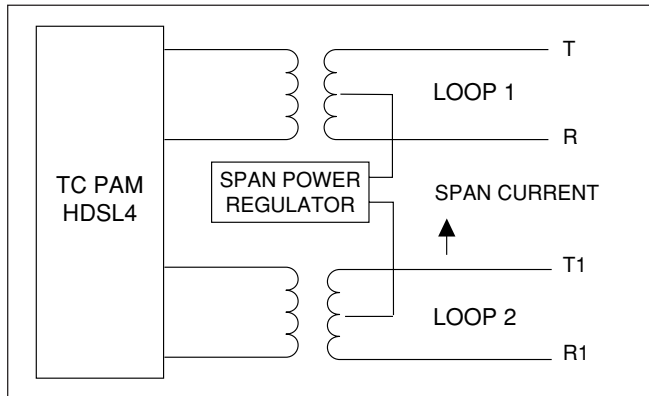 T
LOOP 1
R
TC PAM
HDSL4
SPAN POWER
REGULATOR
SPAN CURRENT
T1
LOOP 2
R1